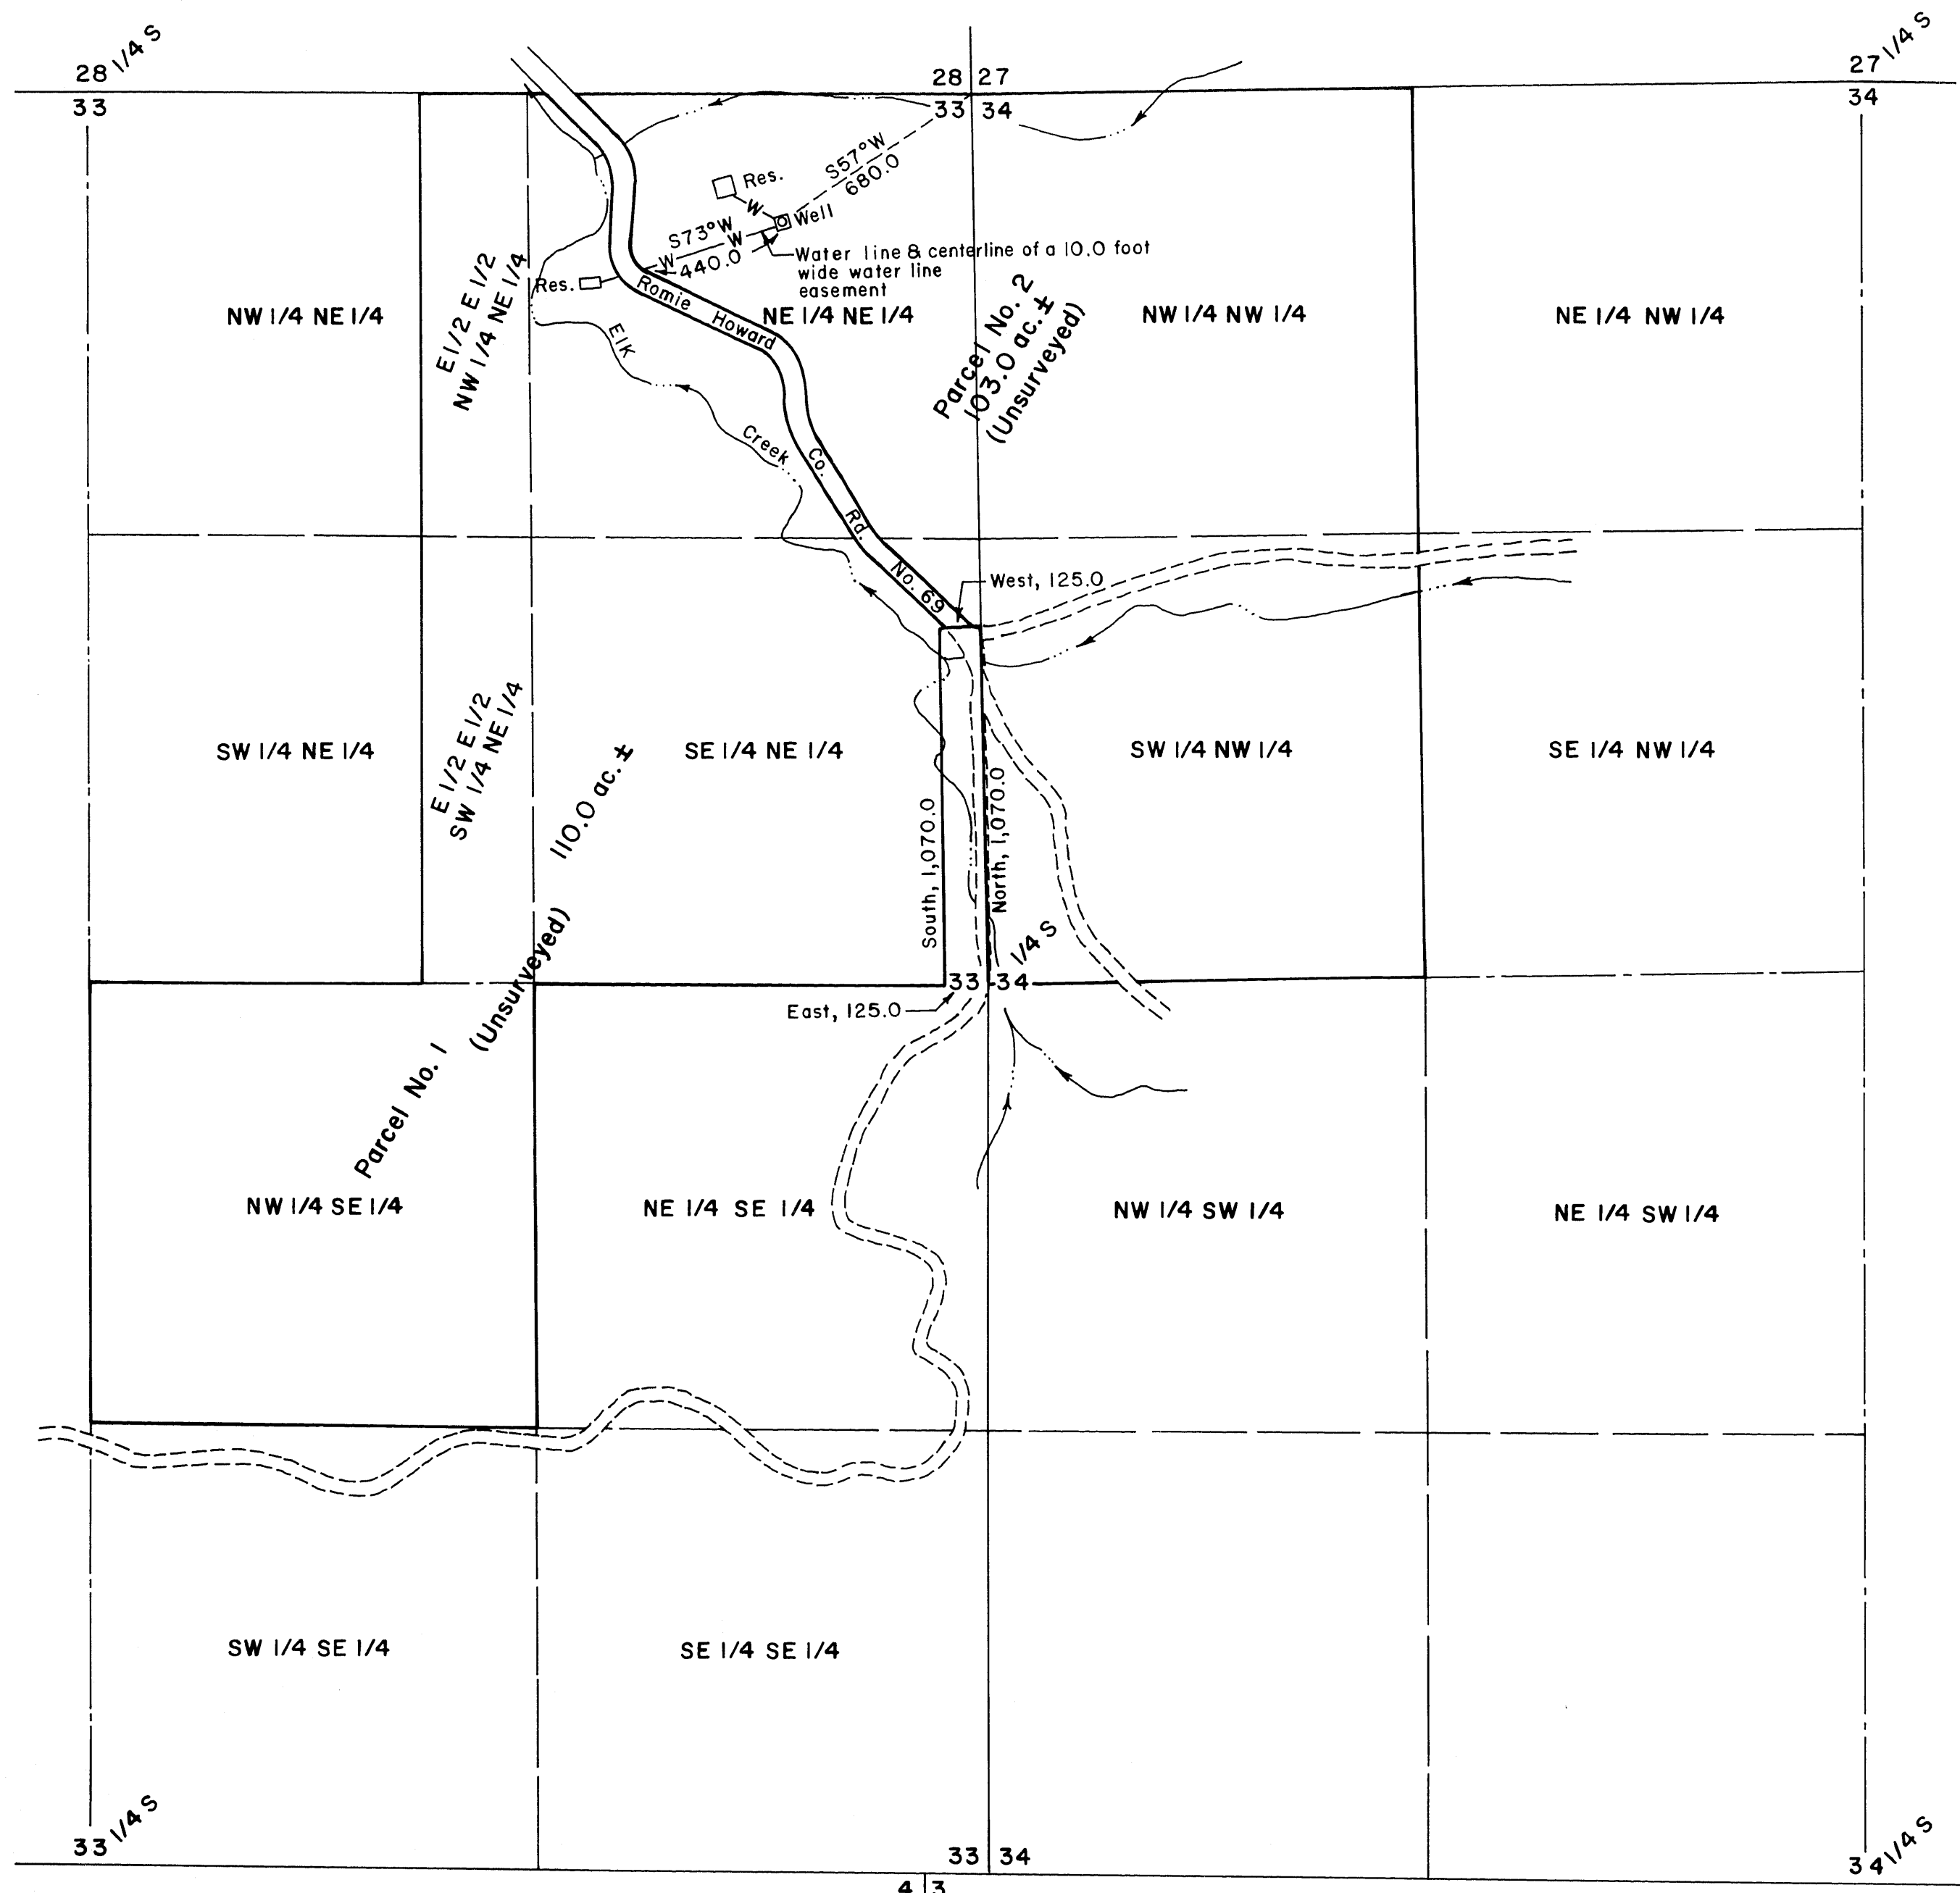 28 1/4 S
28 27
27 1/4 S
33
33 34
34
S57°W
680.0
Res.
W
Well
S73°W
W
W
440.0
Water line & centerline of a 10.0 foot
wide water line
easement
Res.
Romie Howard Co. Rd. No. 69
Elk Creek
NW 1/4 NE 1/4
E 1/2 E 1/2
NW 1/4 NE 1/4
NE 1/4 NE 1/4
Parcel No. 2
103.0 ac. ±
(Unsurveyed)
NW 1/4 NW 1/4
NE 1/4 NW 1/4
West, 125.0
SW 1/4 NE 1/4
E 1/2 E 1/2
SW 1/4 NE 1/4
SE 1/4 NE 1/4
SW 1/4 NW 1/4
SE 1/4 NW 1/4
South, 1,070.0
North, 1,070.0
1/4 S
33 34
East, 125.0
Parcel No. 1
(Unsurveyed)
110.0 ac. ±
NW 1/4 SE 1/4
NE 1/4 SE 1/4
NW 1/4 SW 1/4
NE 1/4 SW 1/4
SW 1/4 SE 1/4
SE 1/4 SE 1/4
33 1/4 S
33 34
34 1/4 S
4 3